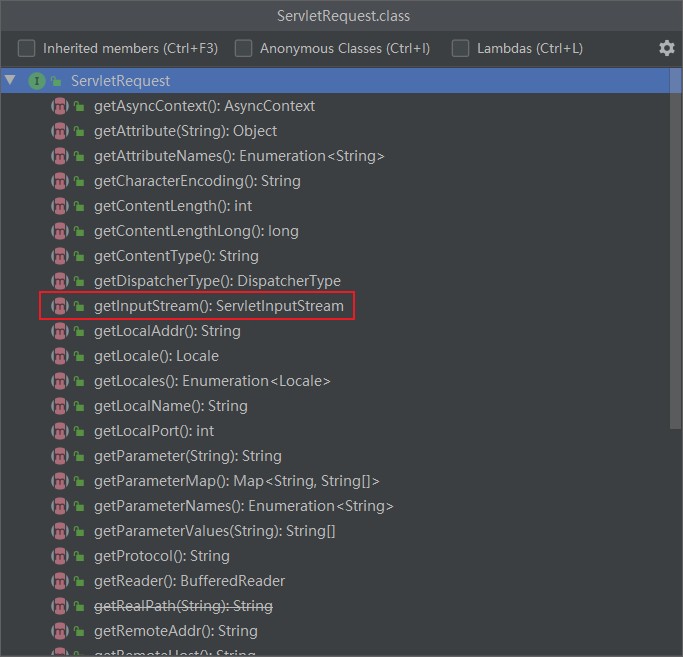 ServletRequest.class
Inherited members (Ctrl+F3) Anonymous Classes (Ctrl+I) Lambdas (Ctrl+L)
ServletRequest
getAsyncContext(): AsyncContext
getAttribute(String): Object
getAttributeNames(): Enumeration<String>
getCharacterEncoding(): String
getContentLength(): int
getContentLengthLong(): long
getContentType(): String
getDispatcherType(): DispatcherType
getInputStream(): ServletInputStream
getLocalAddr(): String
getLocale(): Locale
getLocales(): Enumeration<Locale>
getLocalName(): String
getLocalPort(): int
getParameter(String): String
getParameterMap(): Map<String, String[]>
getParameterNames(): Enumeration<String>
getParameterValues(String): String[]
getProtocol(): String
getReader(): BufferedReader
getRealPath(String): String
getRemoteAddr(): String
getRemoteHost(): String